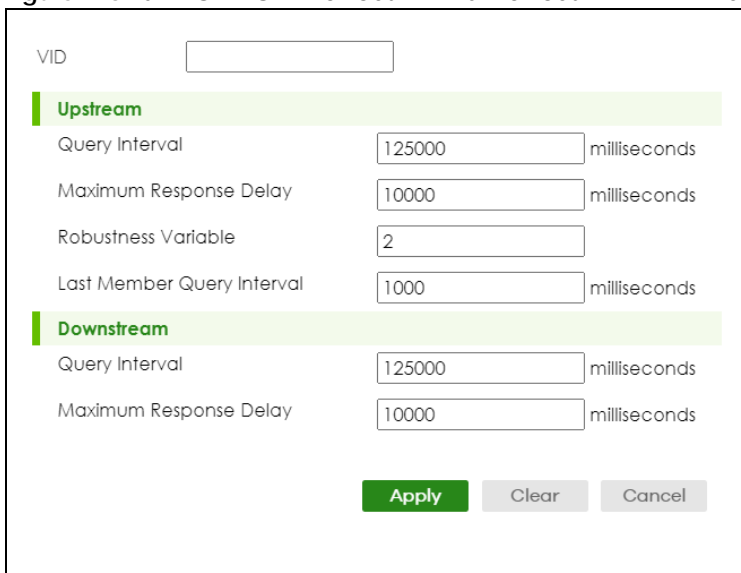 VID
Upstream
Query Interval 125000 milliseconds
Maximum Response Delay 10000 milliseconds
Robustness Variable 2
Last Member Query Interval 1000 milliseconds
Downstream
Query Interval 125000 milliseconds
Maximum Response Delay 10000 milliseconds
Apply Clear Cancel